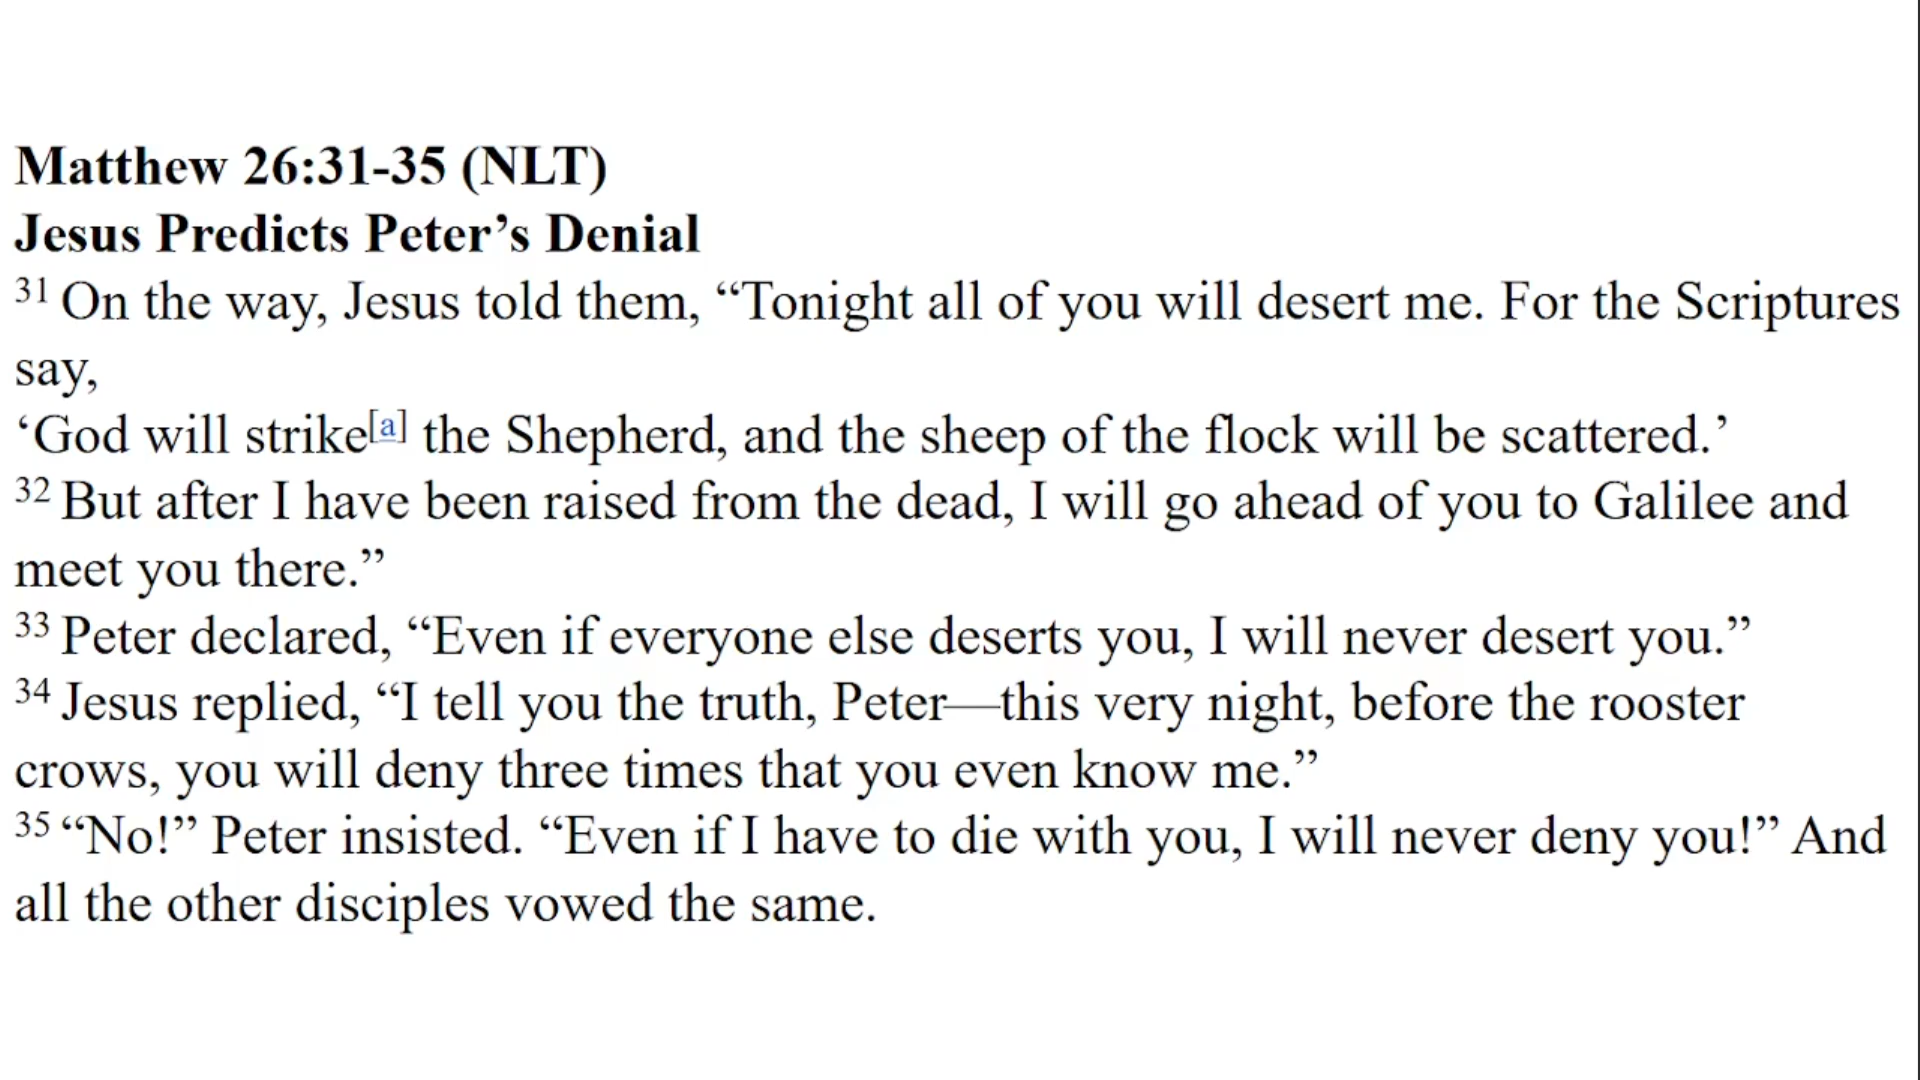 Matthew 26:31-35 (NLT)
Jesus Predicts Peter’s Denial
31 On the way, Jesus told them, “Tonight all of you will desert me. For the Scriptures
say,
‘God will strike[a] the Shepherd, and the sheep of the flock will be scattered.’
32 But after I have been raised from the dead, I will go ahead of you to Galilee and
meet you there.”
33 Peter declared, “Even if everyone else deserts you, I will never desert you.”
34 Jesus replied, “I tell you the truth, Peter—this very night, before the rooster
crows, you will deny three times that you even know me.”
35 “No!” Peter insisted. “Even if I have to die with you, I will never deny you!” And
all the other disciples vowed the same.